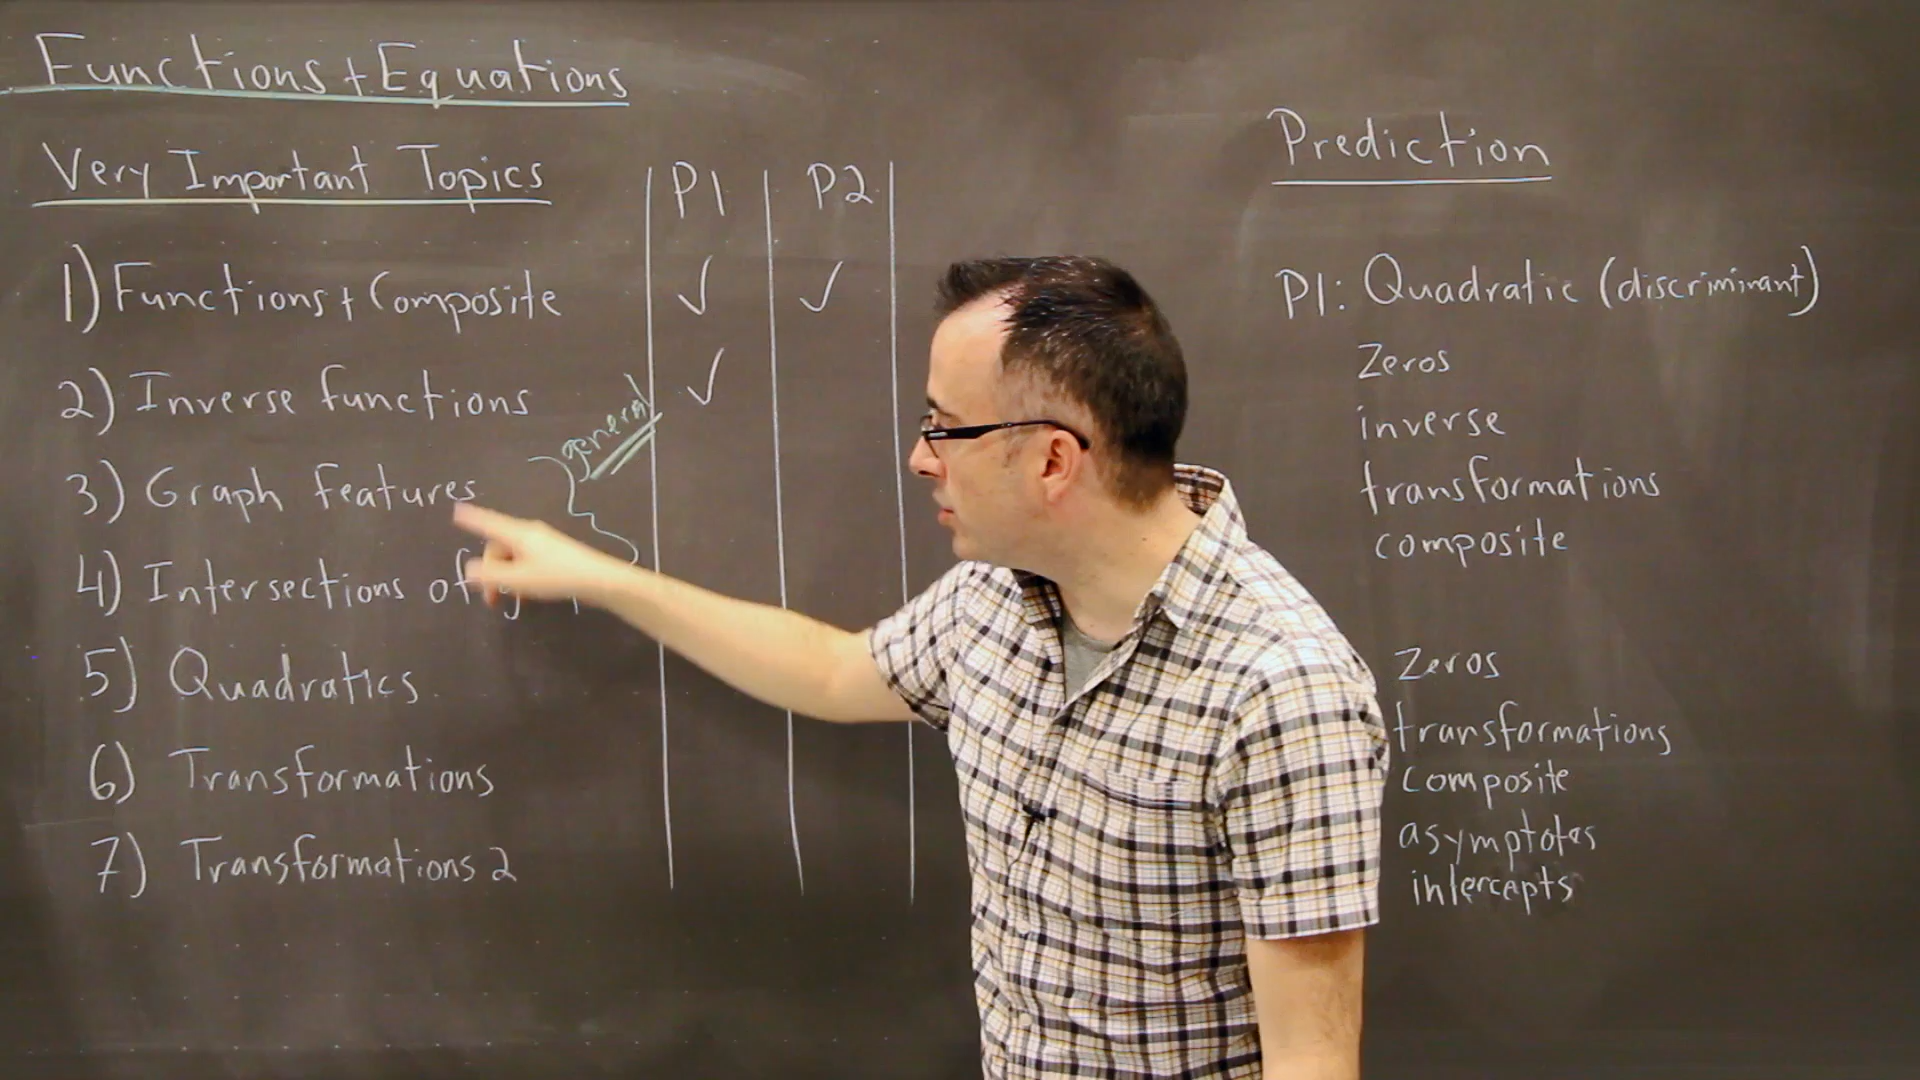 Functions + Equations
Very Important Topics P1 P2
1) Functions + Composite ✓ ✓
2) Inverse functions ✓
general
3) Graph features
4) Intersections of
5) Quadratics
6) Transformations
7) Transformations 2
Prediction
P1: Quadratic (discriminant)
Zeros
inverse
transformations
composite
Zeros
transformations
composite
asymptotes
intercepts